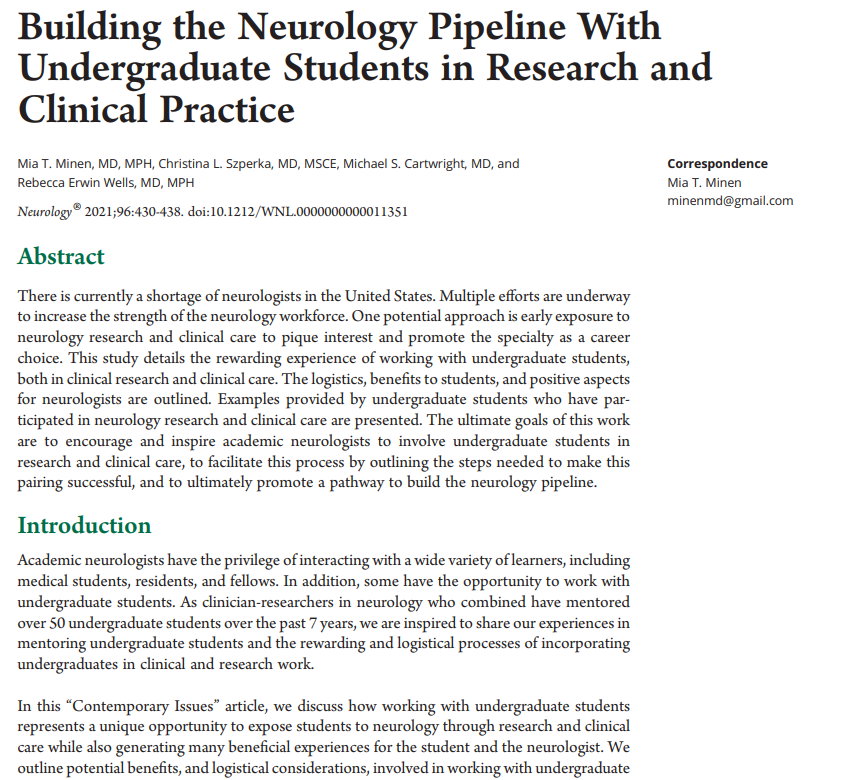 Building the Neurology Pipeline With
Undergraduate Students in Research and
Clinical Practice
Mia T. Minen, MD, MPH, Christina L. Szperka, MD, MSCE, Michael S. Cartwright, MD, and
Rebecca Erwin Wells, MD, MPH
Neurology® 2021;96:430-438. doi:10.1212/WNL.0000000000011351
Correspondence
Mia T. Minen
minenmd@gmail.com
Abstract
There is currently a shortage of neurologists in the United States. Multiple efforts are underway
to increase the strength of the neurology workforce. One potential approach is early exposure to
neurology research and clinical care to pique interest and promote the specialty as a career
choice. This study details the rewarding experience of working with undergraduate students,
both in clinical research and clinical care. The logistics, benefits to students, and positive aspects
for neurologists are outlined. Examples provided by undergraduate students who have par-
ticipated in neurology research and clinical care are presented. The ultimate goals of this work
are to encourage and inspire academic neurologists to involve undergraduate students in
research and clinical care, to facilitate this process by outlining the steps needed to make this
pairing successful, and to ultimately promote a pathway to build the neurology pipeline.
Introduction
Academic neurologists have the privilege of interacting with a wide variety of learners, including
medical students, residents, and fellows. In addition, some have the opportunity to work with
undergraduate students. As clinician-researchers in neurology who combined have mentored
over 50 undergraduate students over the past 7 years, we are inspired to share our experiences in
mentoring undergraduate students and the rewarding and logistical processes of incorporating
undergraduates in clinical and research work.
In this “Contemporary Issues” article, we discuss how working with undergraduate students
represents a unique opportunity to expose students to neurology through research and clinical
care while also generating many beneficial experiences for the student and the neurologist. We
outline potential benefits, and logistical considerations, involved in working with undergraduate